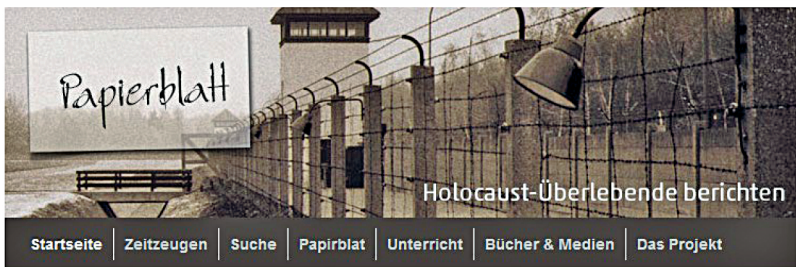 Papierblatt
Holocaust-Überlebende berichten
Startseite Zeitzeugen Suche Papirblat Unterricht Bücher & Medien Das Projekt